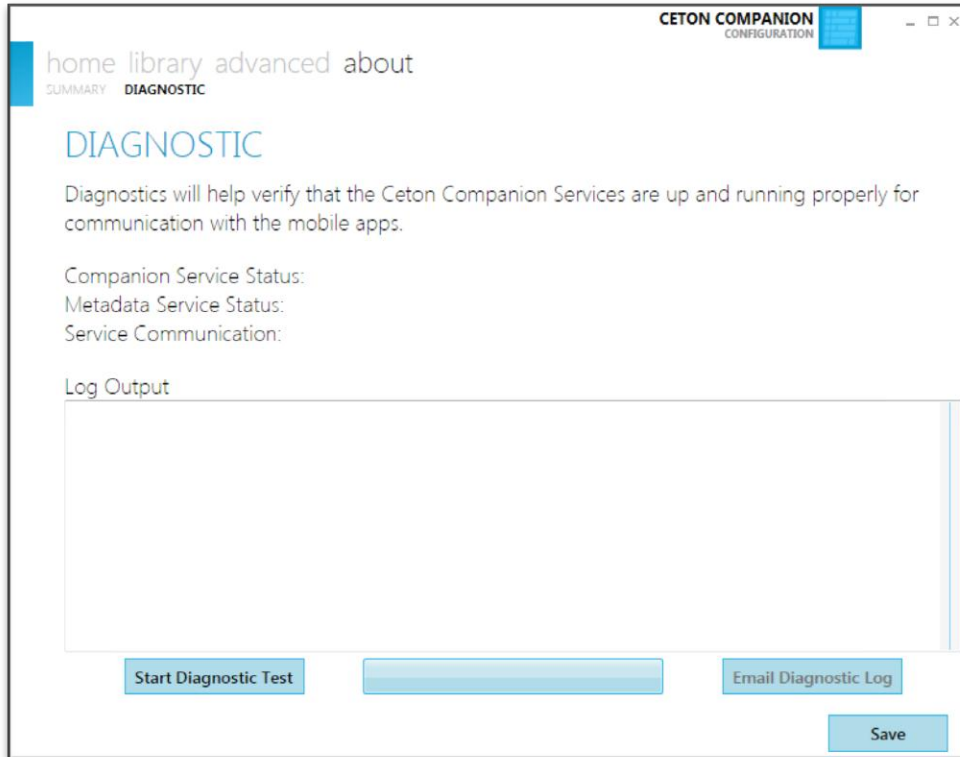 CETON COMPANION
CONFIGURATION
home library advanced about
SUMMARY DIAGNOSTIC
DIAGNOSTIC
Diagnostics will help verify that the Ceton Companion Services are up and running properly for
communication with the mobile apps.
Companion Service Status:
Metadata Service Status:
Service Communication:
Log Output
Start Diagnostic Test
Email Diagnostic Log
Save